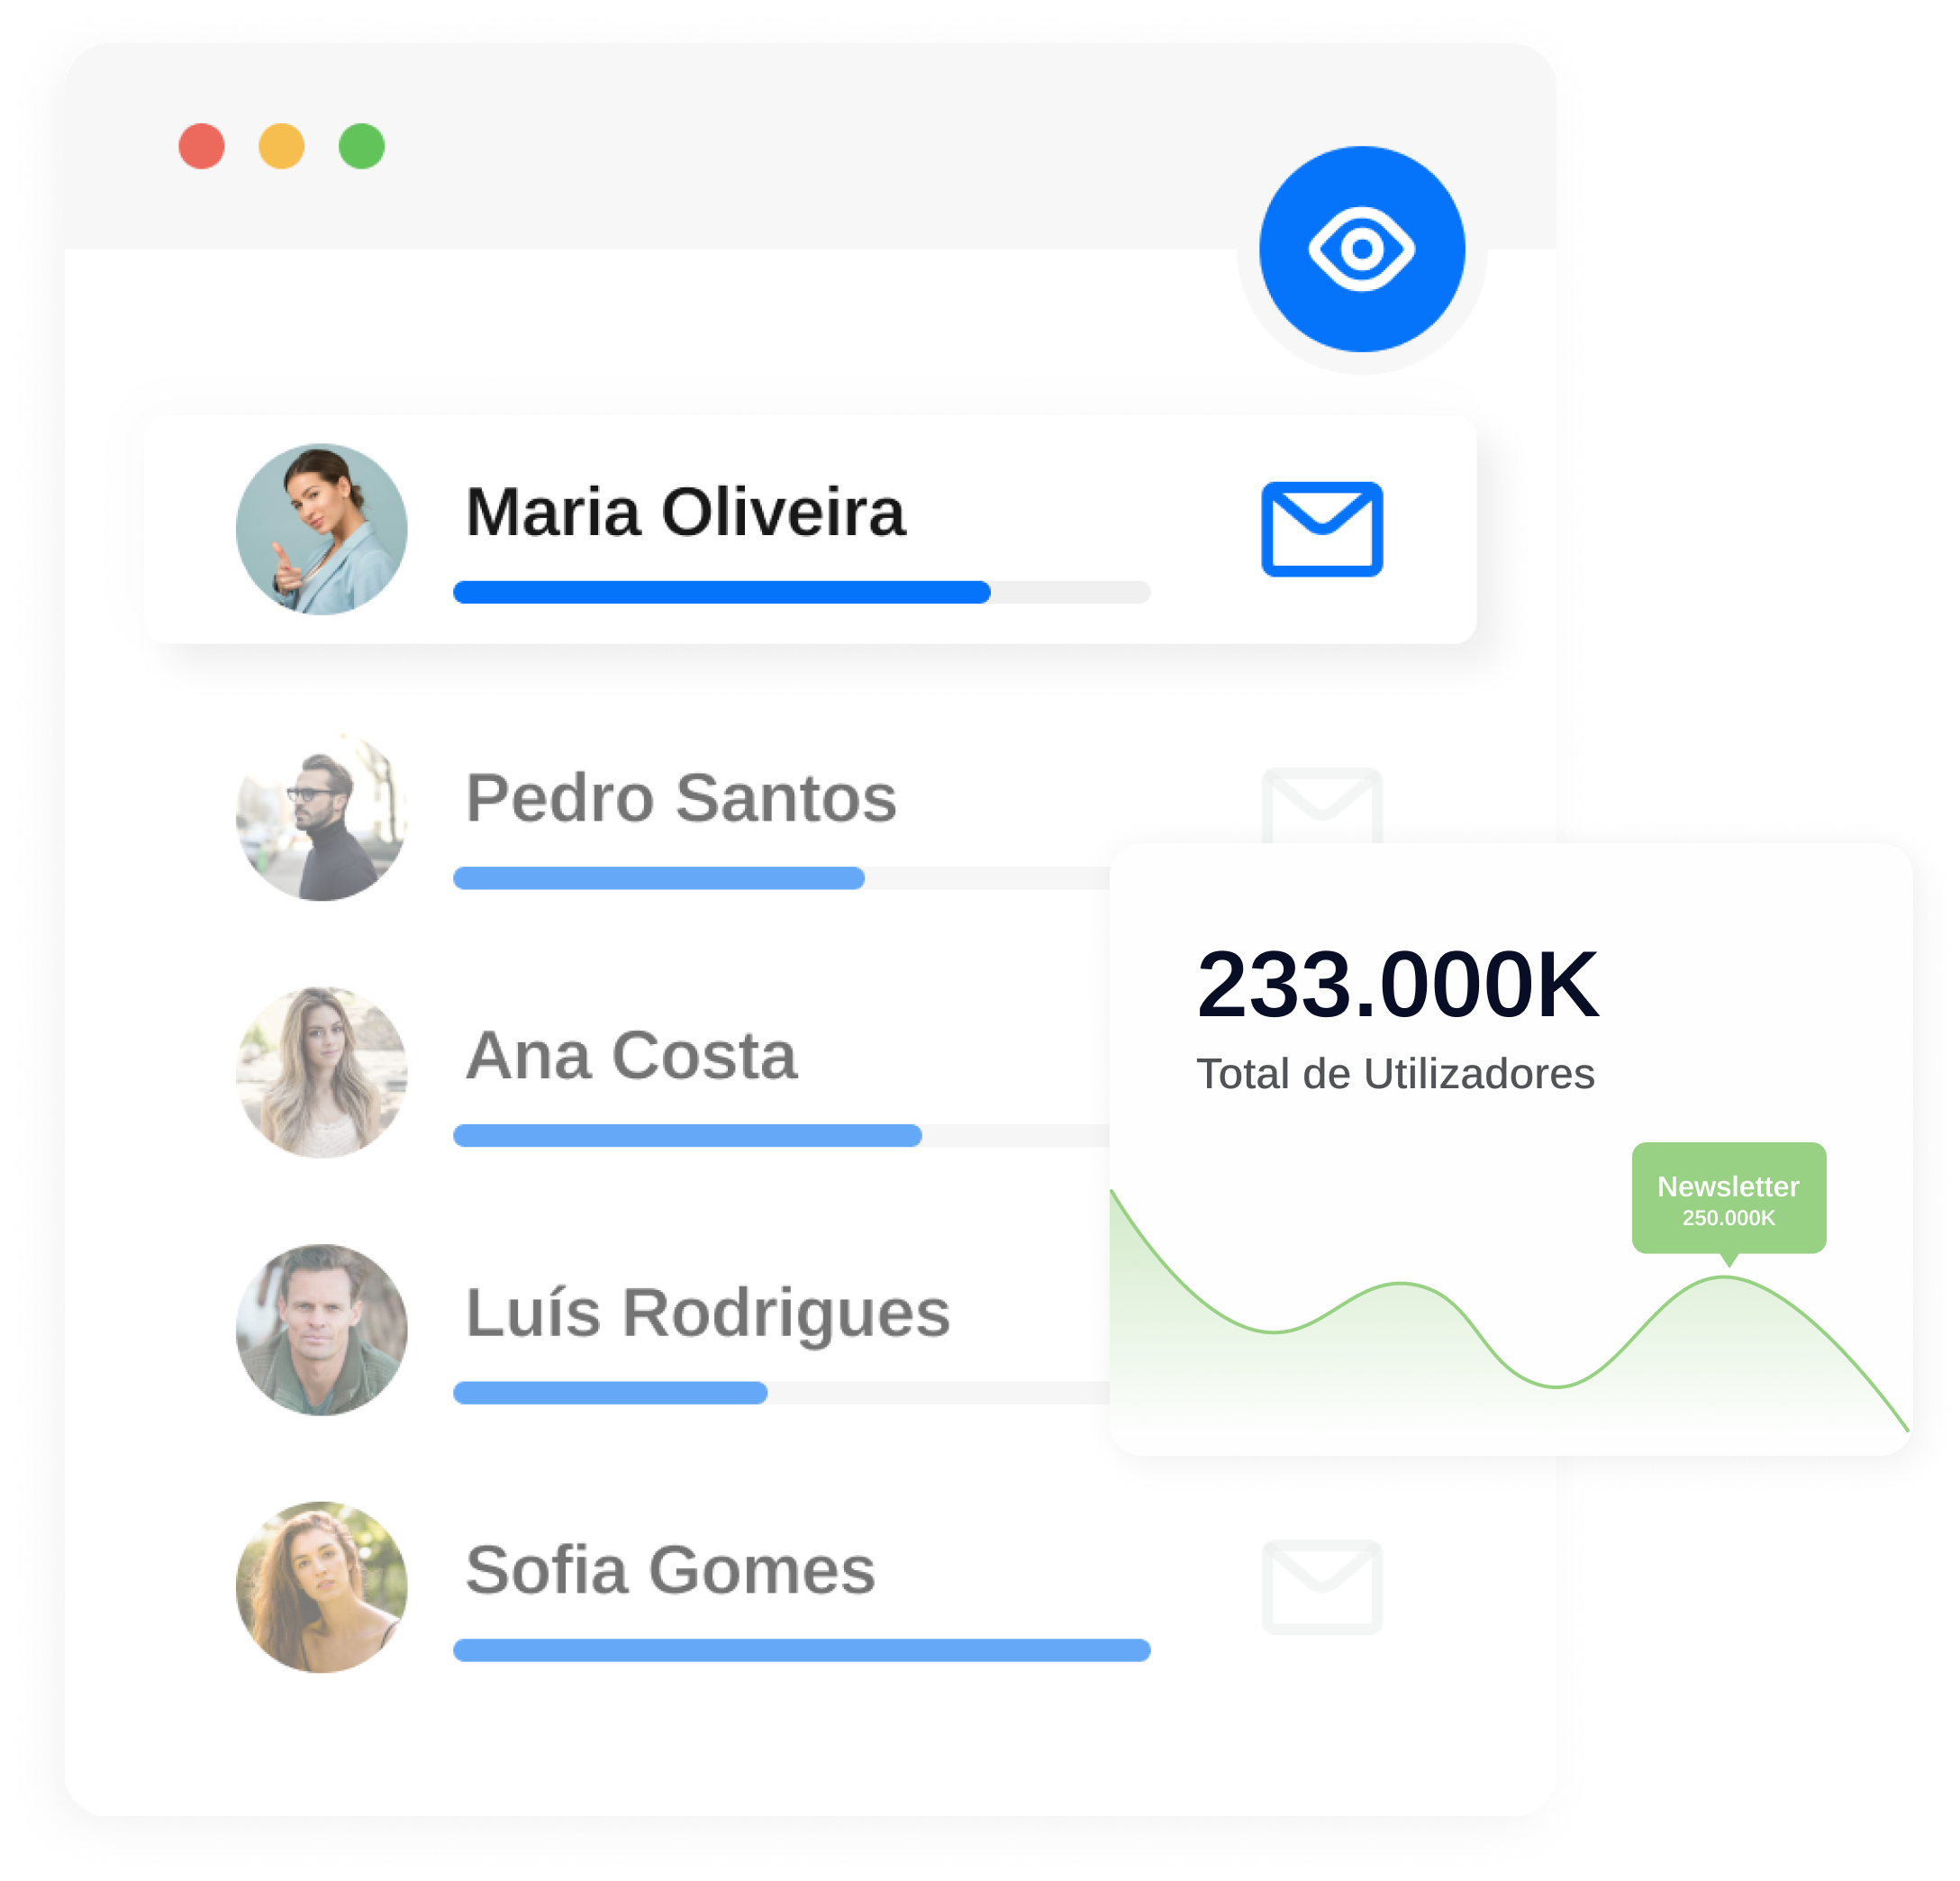 Maria Oliveira
Pedro Santos
Ana Costa
Luís Rodrigues
Sofia Gomes
233.000K
Total de Utilizadores
Newsletter
250.000K